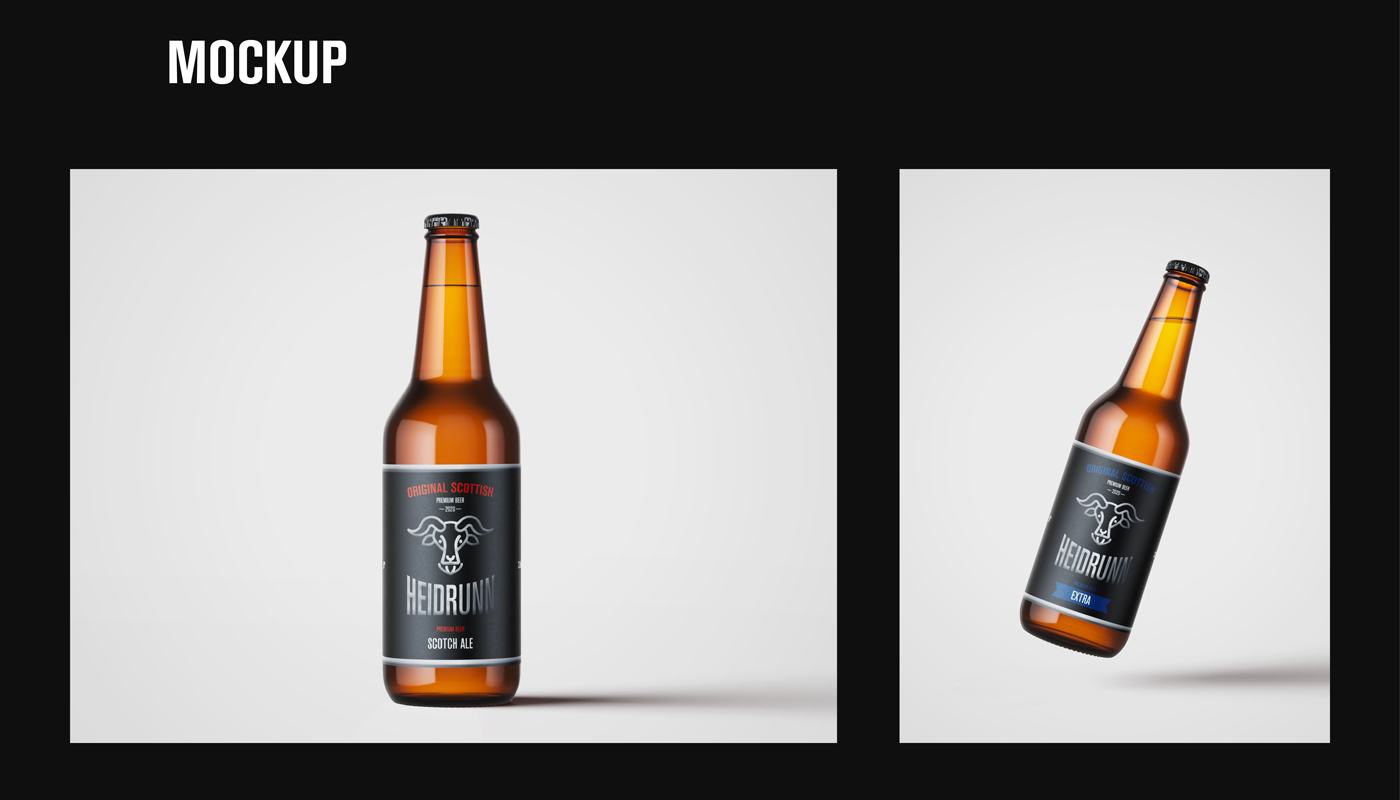 MOCKUP
ORIGINAL SCOTTISH
PREMIUM BEER
2020
HEIDRUNN
PREMIUM BEER
SCOTCH ALE
ORIGINAL SCOTTISH
PREMIUM BEER
2020
HEIDRUNN
EXTRA